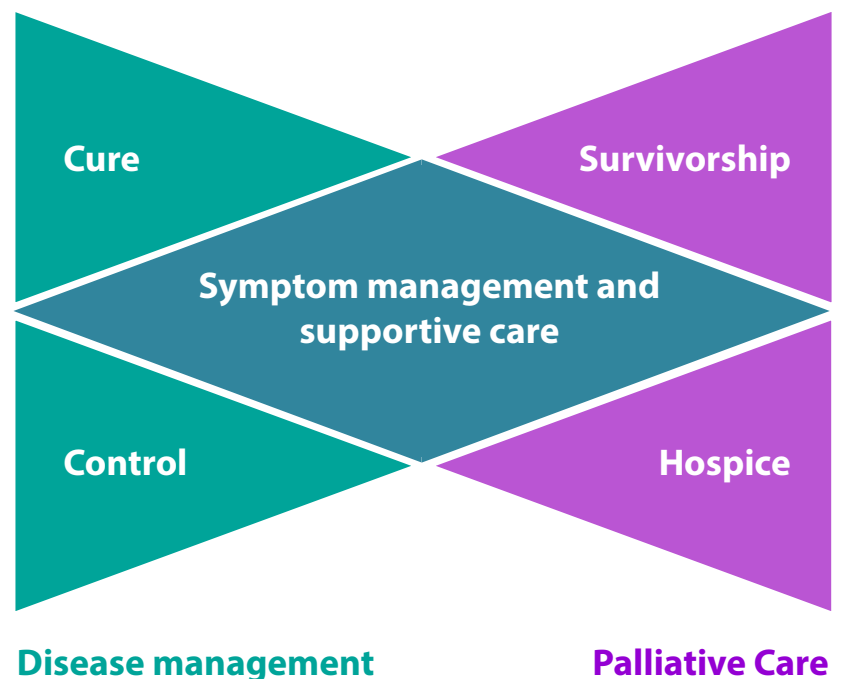 Cure
Survivorship
Symptom management and
supportive care
Control
Hospice
Disease management
Palliative Care